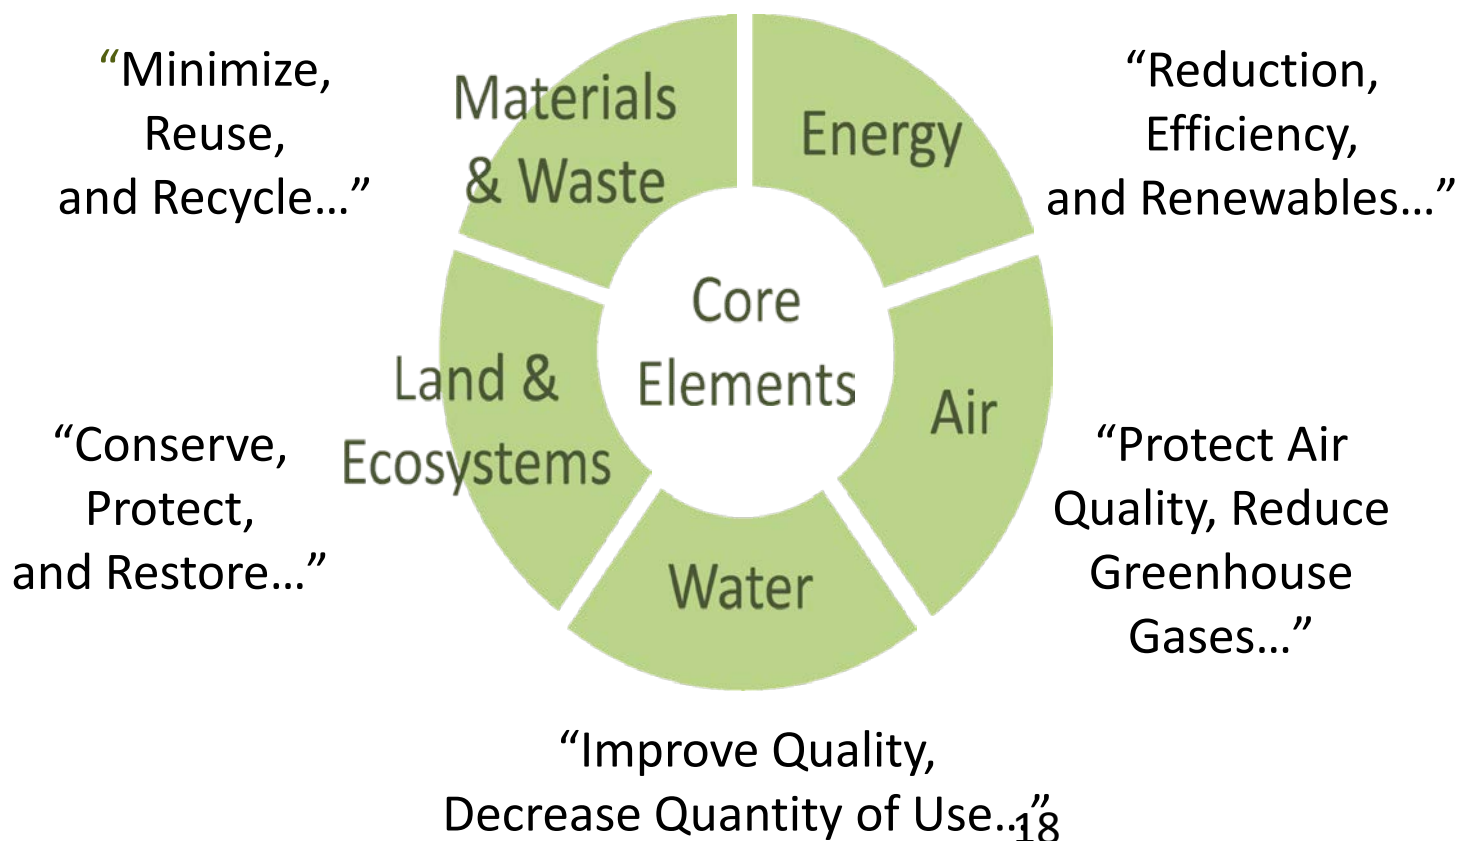 “Minimize,
Reuse,
and Recycle…”
Materials
& Waste
Energy
“Reduction,
Efficiency,
and Renewables…”
Core
Elements
Land &
Ecosystems
Air
“Conserve,
Protect,
and Restore…”
“Protect Air
Quality, Reduce
Greenhouse
Gases…”
Water
“Improve Quality,
Decrease Quantity of Use…”
18